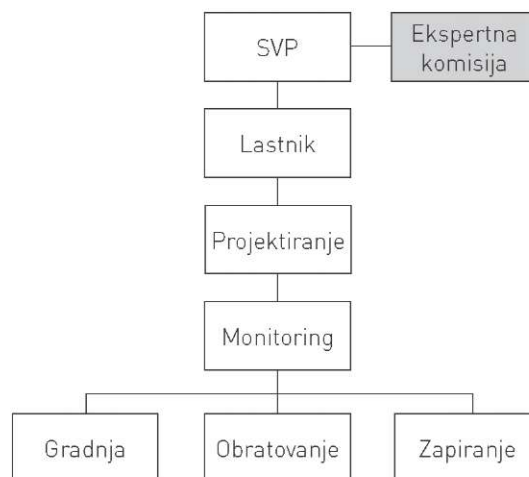 SVP
Ekspertna
komisija
Lastnik
Projektiranje
Monitoring
Gradnja
Obratovanje
Zapiranje